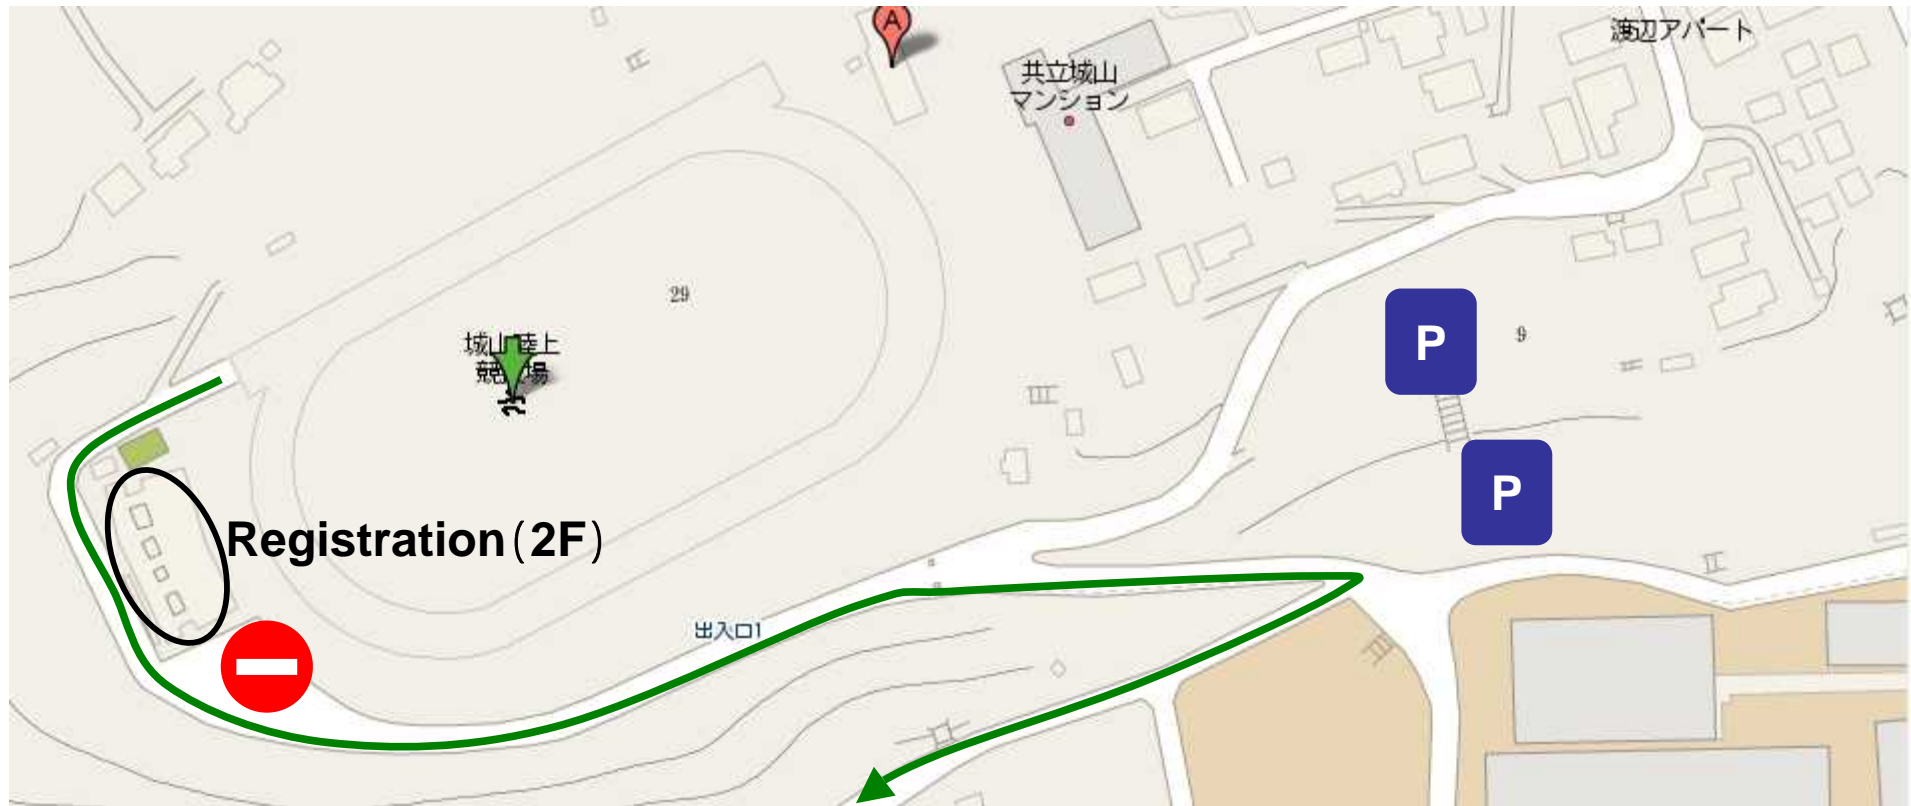 A
渡辺アパート
共立城山
マンション
29
P
9
城山陸上
競技場
P
Registration（2F）
出入口1